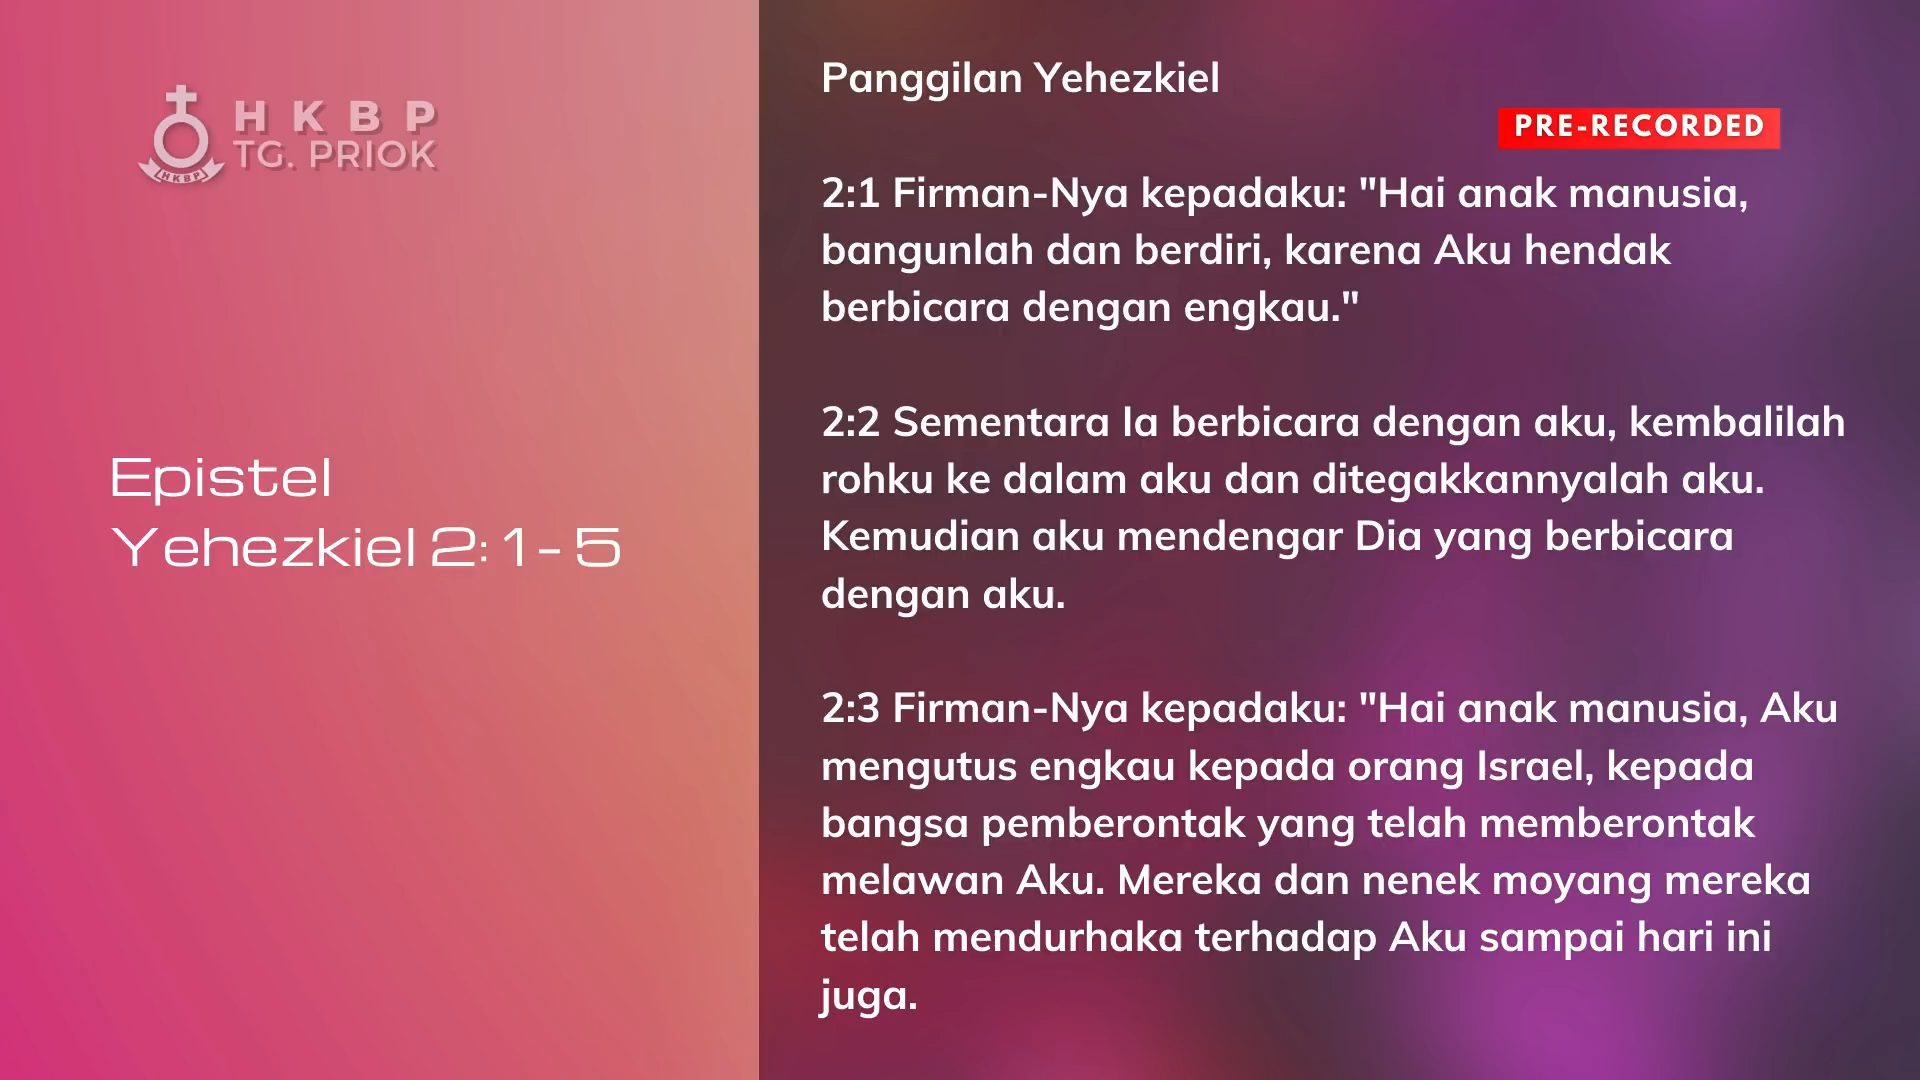 HKBP
TG. PRIOK
HKBP
Epistel
Yehezkiel 2: 1 - 5
Panggilan Yehezkiel
PRE-RECORDED
2:1 Firman-Nya kepadaku: "Hai anak manusia,
bangunlah dan berdiri, karena Aku hendak
berbicara dengan engkau."
2:2 Sementara Ia berbicara dengan aku, kembalilah
rohku ke dalam aku dan ditegakkannyalah aku.
Kemudian aku mendengar Dia yang berbicara
dengan aku.
2:3 Firman-Nya kepadaku: "Hai anak manusia, Aku
mengutus engkau kepada orang Israel, kepada
bangsa pemberontak yang telah memberontak
melawan Aku. Mereka dan nenek moyang mereka
telah mendurhaka terhadap Aku sampai hari ini
juga.